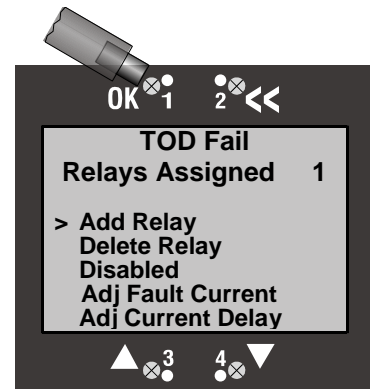 OK 1 2 <<
TOD Fail
Relays Assigned 1
> Add Relay
Delete Relay
Disabled
Adj Fault Current
Adj Current Delay
3 4